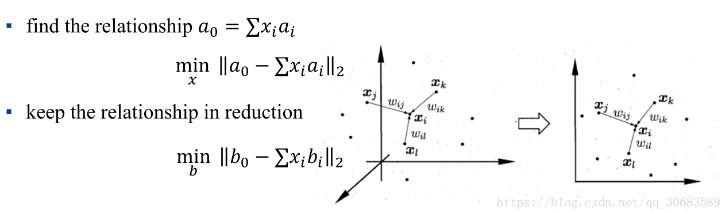 ▪ find the relationship a₀ = ∑xᵢaᵢ
min ‖a₀ − ∑xᵢaᵢ‖₂
x
▪ keep the relationship in reduction
min ‖b₀ − ∑xᵢbᵢ‖₂
b
xⱼ
xₖ
wᵢⱼ
wᵢₖ
xᵢ
wᵢₗ
xₗ
xⱼ
xₖ
wᵢⱼ
wᵢₖ
xᵢ
wᵢₗ
xₗ
https://blog.csdn.net/qq_30683589